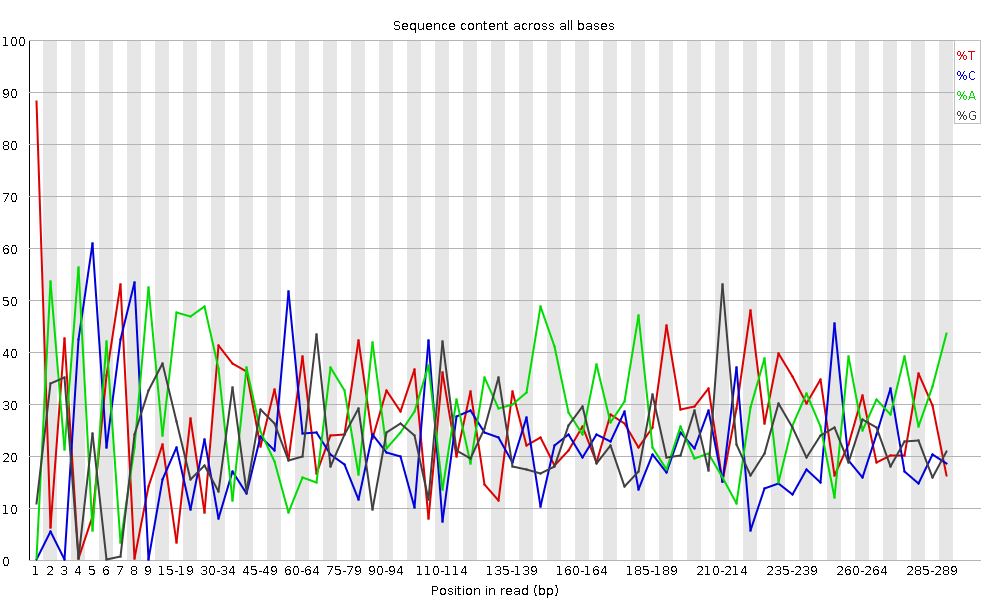 Sequence content across all bases
100
90
80
70
60
50
40
30
20
10
0
%T
%C
%A
%G
1 2 3 4 5 6 7 8 9 15-19 30-34 45-49 60-64 75-79 90-94 110-114 135-139 160-164 185-189 210-214 235-239 260-264 285-289
Position in read (bp)